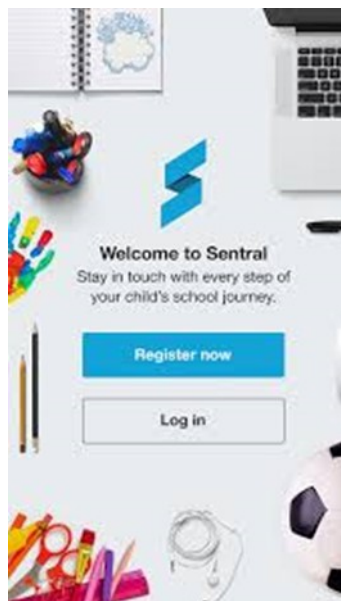 Welcome to Sentral
Stay in touch with every step of
your child's school journey.
Register now
Log in